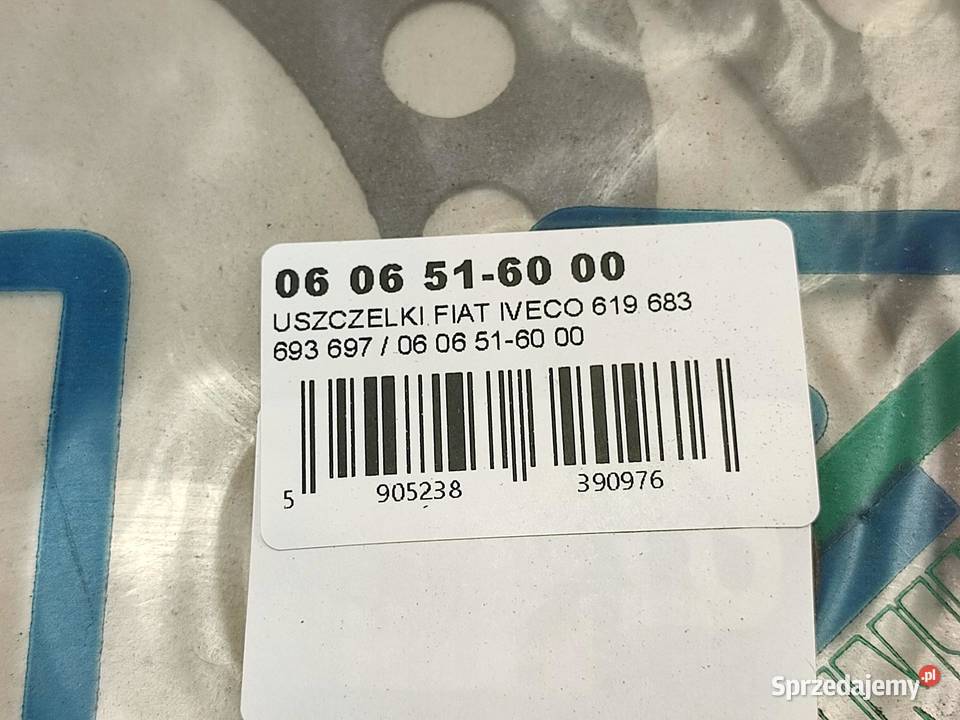 06 06 51-60 00
USZCZELKI FIAT IVECO 619 683
693 697 / 06 06 51-60 00
5 905238 390976
Sprzedajemy.pl